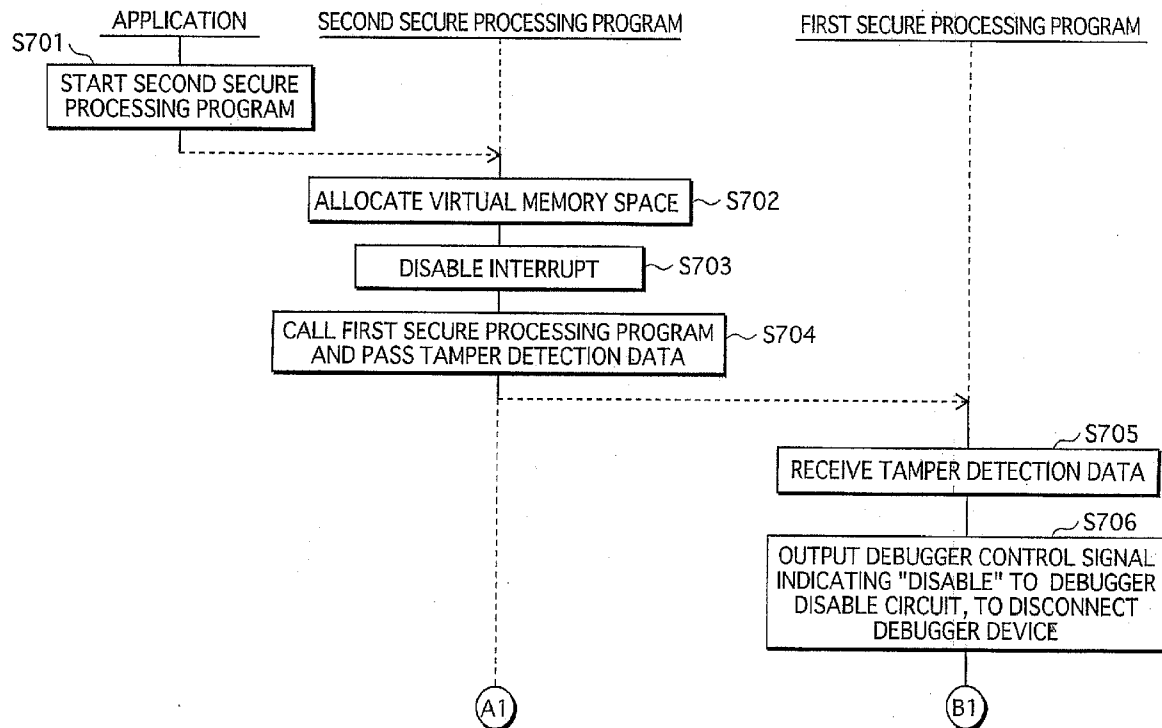 APPLICATION
SECOND SECURE PROCESSING PROGRAM
FIRST SECURE PROCESSING PROGRAM
S701
START SECOND SECURE
PROCESSING PROGRAM
ALLOCATE VIRTUAL MEMORY SPACE
S702
DISABLE INTERRUPT
S703
CALL FIRST SECURE PROCESSING PROGRAM
AND PASS TAMPER DETECTION DATA
S704
S705
RECEIVE TAMPER DETECTION DATA
S706
OUTPUT DEBUGGER CONTROL SIGNAL
INDICATING "DISABLE" TO DEBUGGER
DISABLE CIRCUIT, TO DISCONNECT
DEBUGGER DEVICE
A1
B1